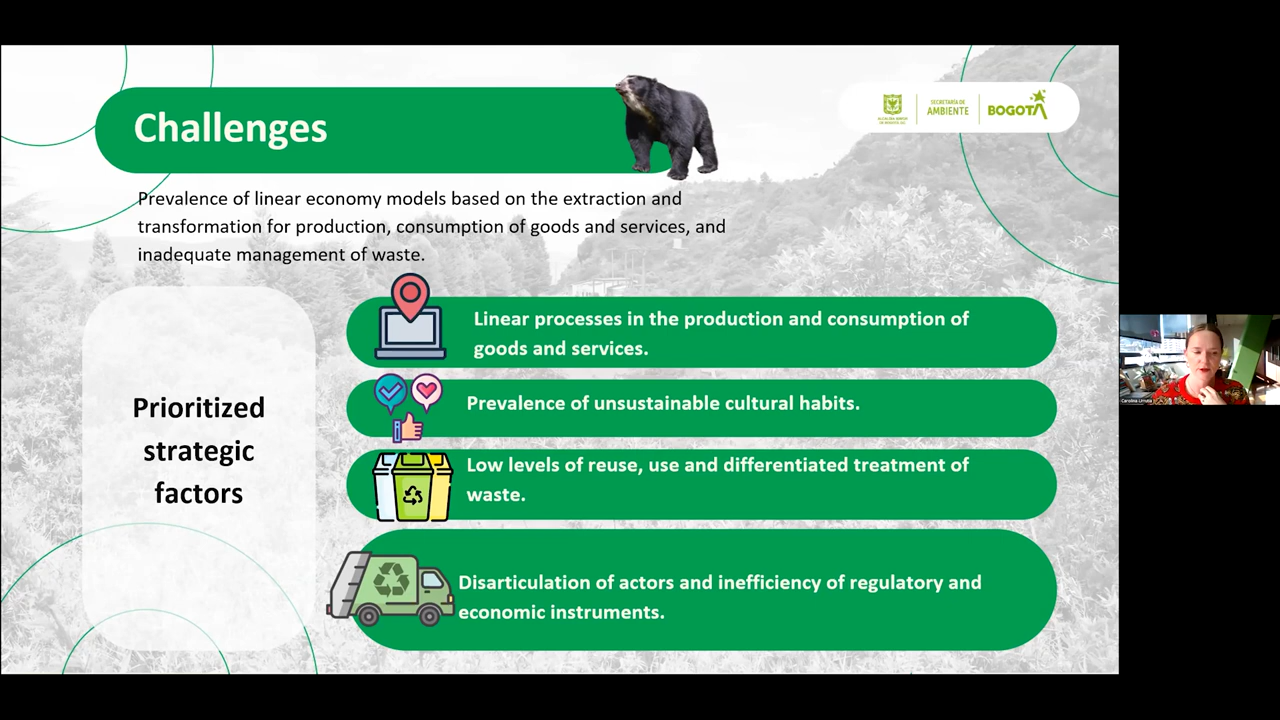 Challenges
SECRETARÍA DE
AMBIENTE
BOGOTÁ
Prevalence of linear economy models based on the extraction and
transformation for production, consumption of goods and services, and
inadequate management of waste.
Prioritized
strategic
factors
Linear processes in the production and consumption of
goods and services.
Prevalence of unsustainable cultural habits.
Low levels of reuse, use and differentiated treatment of
waste.
Disarticulation of actors and inefficiency of regulatory and
economic instruments.